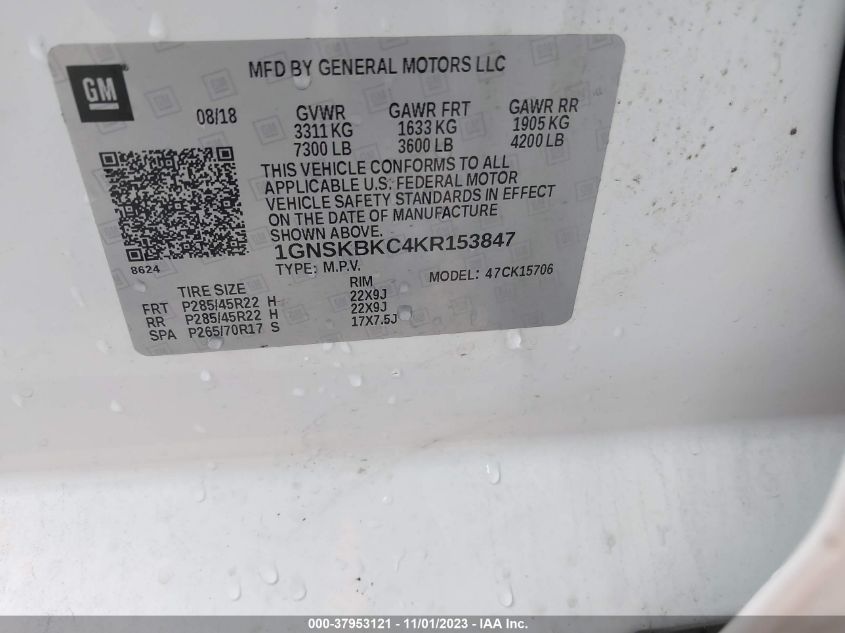 GM
MFD BY GENERAL MOTORS LLC
08/18 GVWR GAWR FRT GAWR RR
3311 KG 1633 KG 1905 KG
7300 LB 3600 LB 4200 LB
THIS VEHICLE CONFORMS TO ALL
APPLICABLE U.S. FEDERAL MOTOR
VEHICLE SAFETY STANDARDS IN EFFECT
ON THE DATE OF MANUFACTURE
SHOWN ABOVE.
1GNSKBKC4KR153847
8624
TYPE: M.P.V. MODEL: 47CK15706
TIRE SIZE RIM
FRT P285/45R22 H 22X9J
RR P285/45R22 H 22X9J
SPA P265/70R17 S 17X7.5J
000-37953121 - 11/01/2023 - Copyright © IAA, Inc.